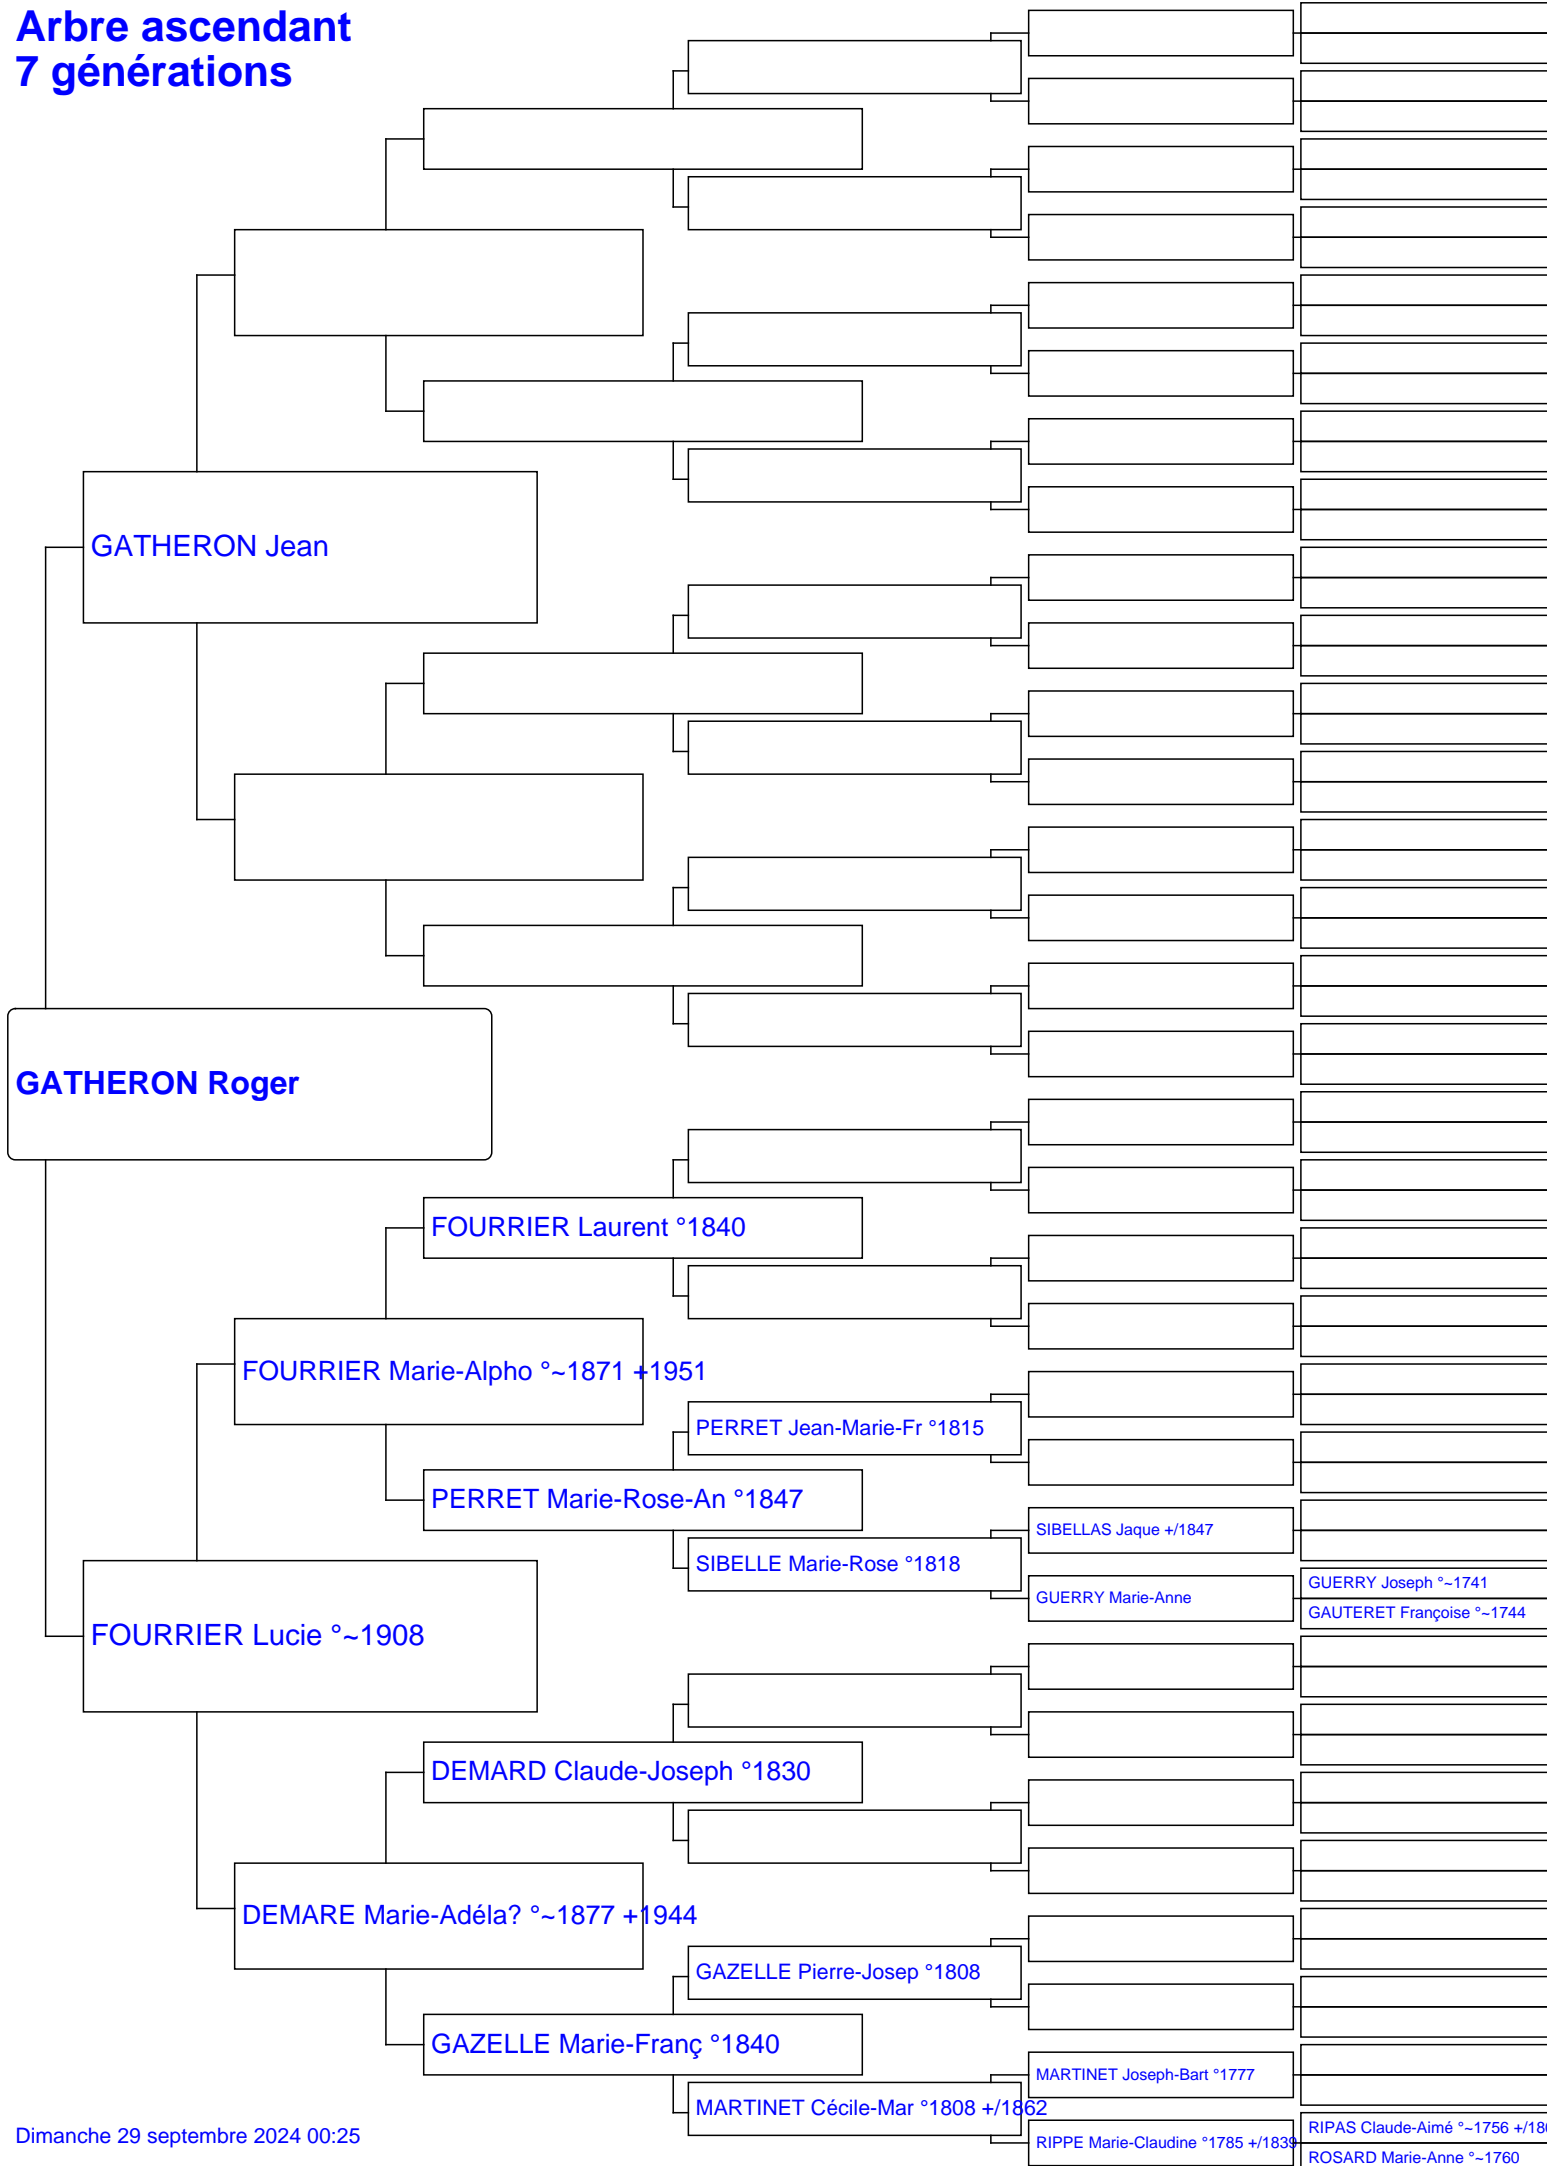 Arbre ascendant
7 générations
GATHERON Jean
GATHERON Roger
FOURRIER Laurent °1840
FOURRIER Marie-Alpho °~1871 +1951
PERRET Jean-Marie-Fr °1815
PERRET Marie-Rose-An °1847
SIBELLAS Jaque +/1847
SIBELLE Marie-Rose °1818
GUERRY Joseph °~1741
GUERRY Marie-Anne
GAUTERET Françoise °~1744
FOURRIER Lucie °~1908
DEMARD Claude-Joseph °1830
DEMARE Marie-Adéla? °~1877 +1944
GAZELLE Pierre-Josep °1808
GAZELLE Marie-Franç °1840
MARTINET Joseph-Bart °1777
MARTINET Cécile-Mar °1808 +/1862
RIPAS Claude-Aimé °~1756
RIPPE Marie-Claudine °1785 +/1839
ROSARD Marie-Anne °~1760
Dimanche 29 septembre 2024 00:25